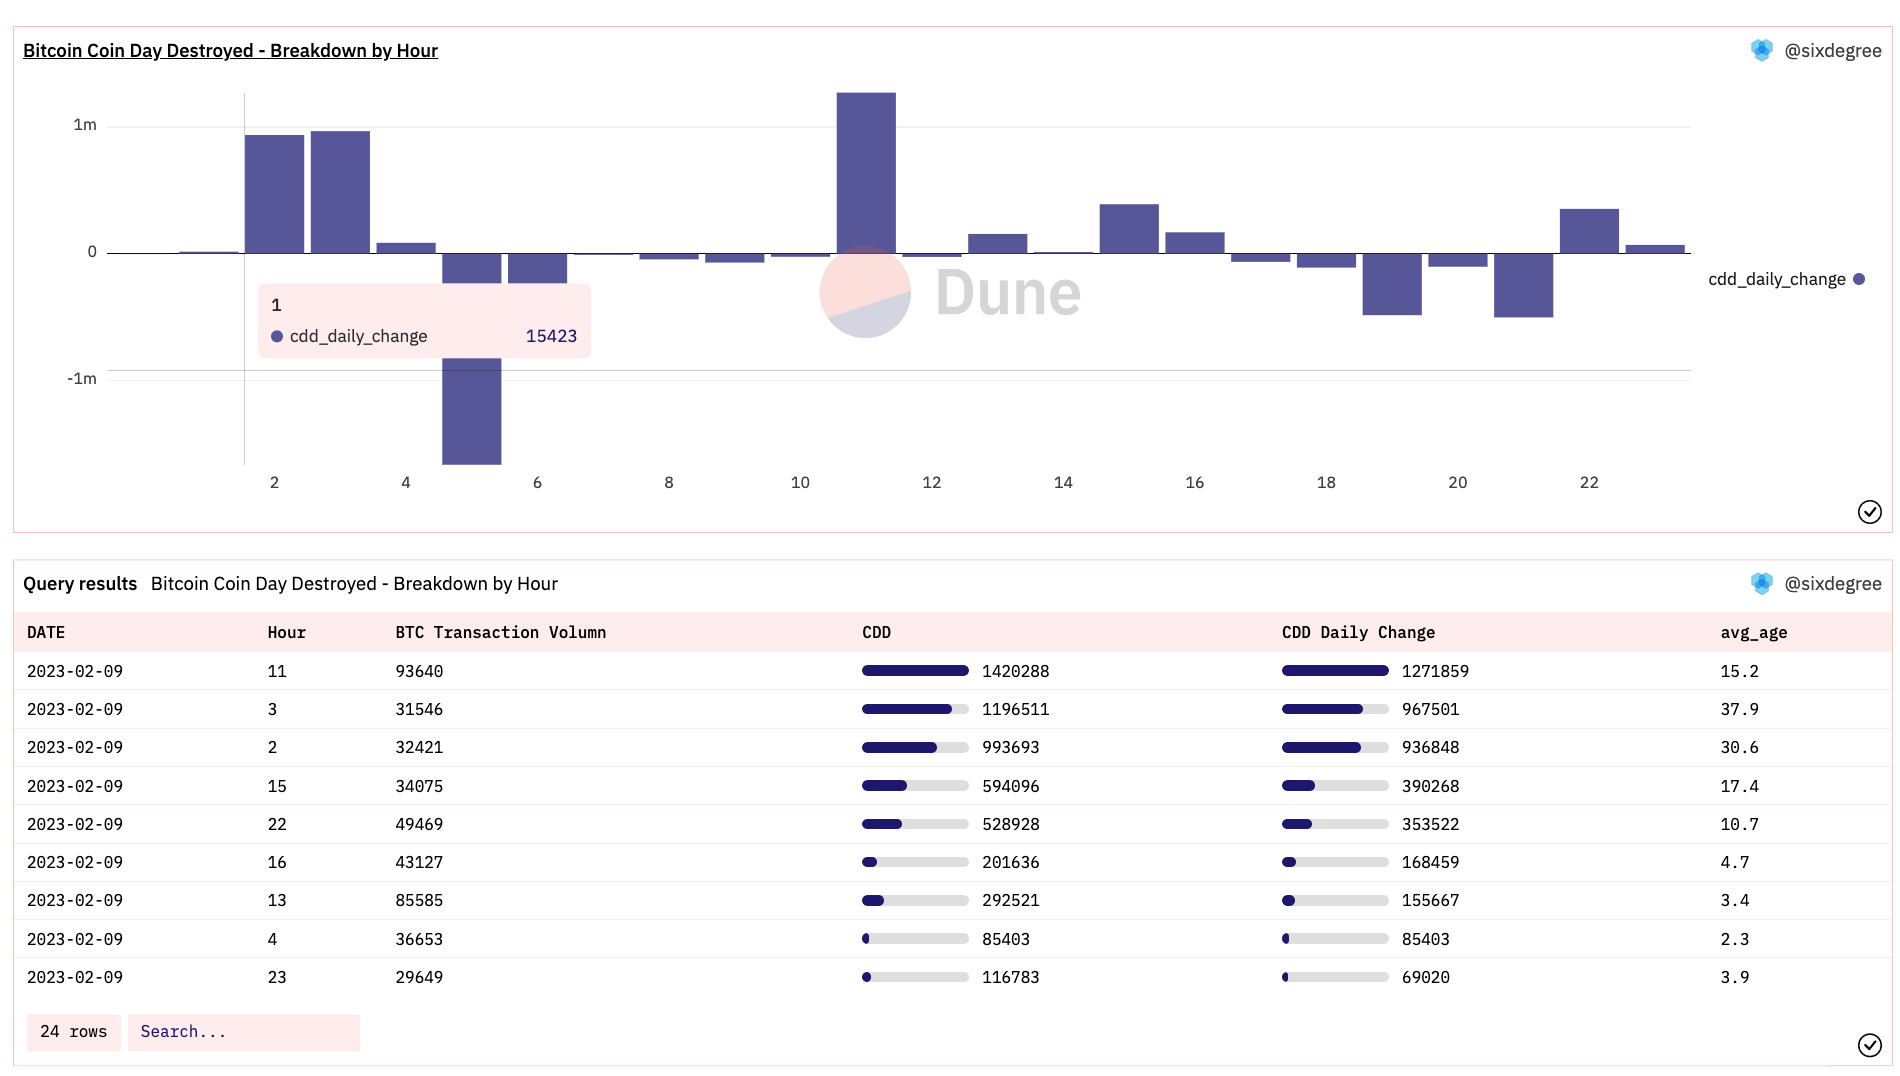 Bitcoin Coin Day Destroyed - Breakdown by Hour
@sixdegree
1m
0
-1m
1
cdd_daily_change 15423
Dune
cdd_daily_change
2 4 6 8 10 12 14 16 18 20 22
Query results Bitcoin Coin Day Destroyed - Breakdown by Hour
@sixdegree
DATE Hour BTC Transaction Volumn CDD CDD Daily Change avg_age
2023-02-09 11 93640 1420288 1271859 15.2
2023-02-09 3 31546 1196511 967501 37.9
2023-02-09 2 32421 993693 936848 30.6
2023-02-09 15 34075 594096 390268 17.4
2023-02-09 22 49469 528928 353522 10.7
2023-02-09 16 43127 201636 168459 4.7
2023-02-09 13 85585 292521 155667 3.4
2023-02-09 4 36653 85403 85403 2.3
2023-02-09 23 29649 116783 69020 3.9
24 rows Search...